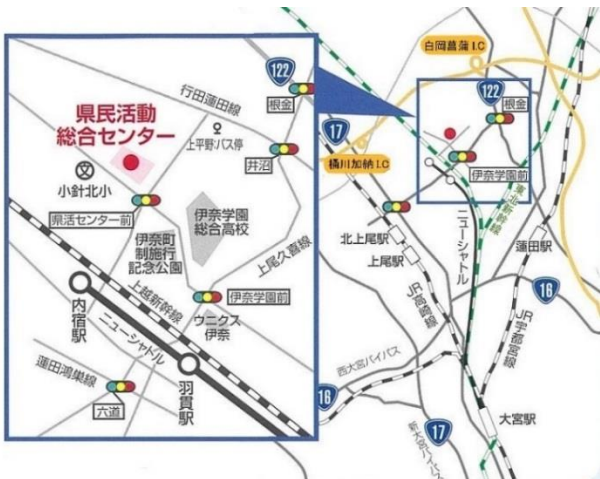 122
行田蓮田線
根金
県民活動
総合センター
上平野バス停
井沼
文
小針北小
県活センター前
伊奈学園
総合高校
伊奈町
制施行
記念公園
上尾久喜線
上越新幹線
伊奈学園前
内宿駅
ニューシャトル
ウニクス
伊奈
蓮田鴻巣線
羽貫駅
六道
白岡菖蒲I.C
122
17
根金
桶川加納I.C
伊奈学園前
東北新幹線
ニューシャトル
北上尾駅
上尾駅
蓮田駅
JR高崎線
16
JR宇都宮線
西大宮バイパス
16
大宮駅
17
新大宮バイパス